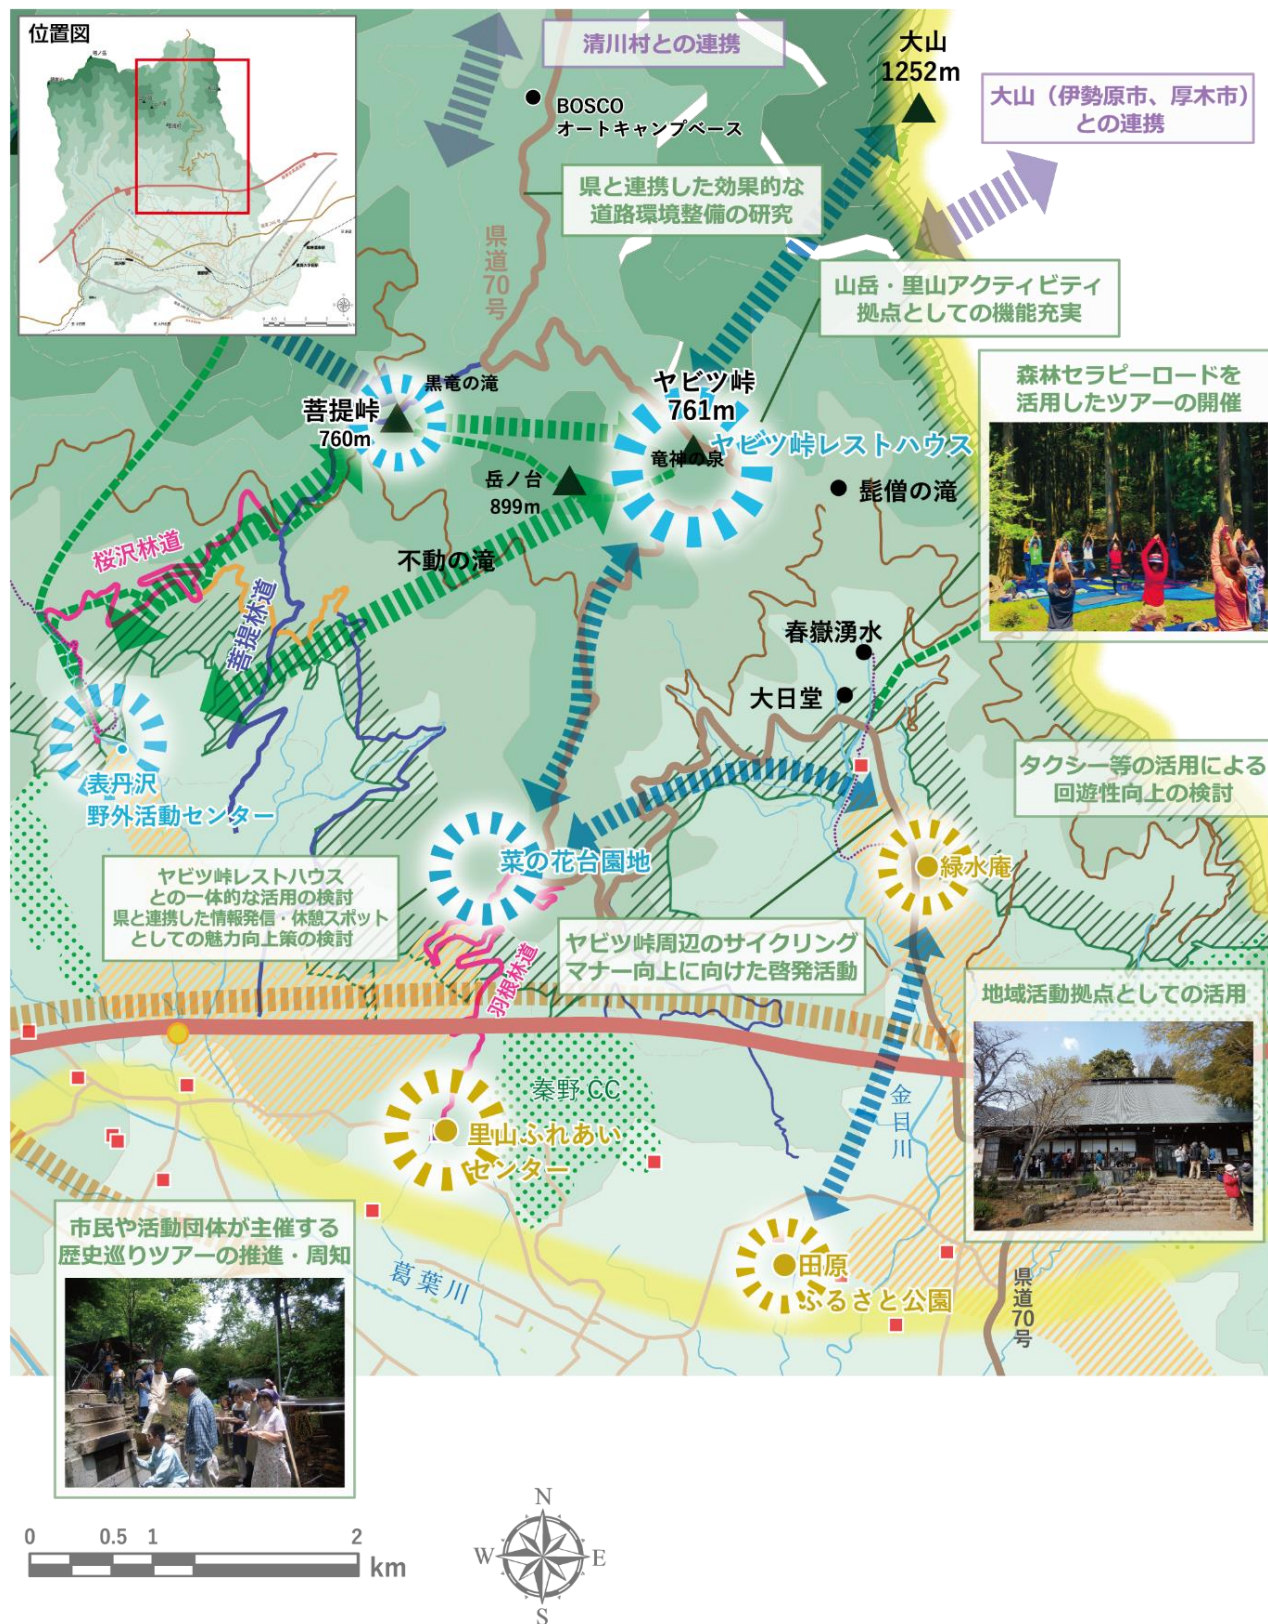 位置図
清川村との連携
大山
1252m
大山（伊勢原市、厚木市）
との連携
BOSCO
オートキャンプベース
県と連携した効果的な
道路環境整備の研究
県道70号
山岳・里山アクティビティ
拠点としての機能充実
黒竜の滝
菩提峠
760m
ヤビツ峠
761m
ヤビツ峠レストハウス
竜神の泉
岳ノ台
899m
髭僧の滝
森林セラピーロードを
活用したツアーの開催
桜沢林道
不動の滝
菩提林道
春嶽湧水
大日堂
表丹沢
野外活動センター
タクシー等の活用による
回遊性向上の検討
菜の花台園地
緑水庵
ヤビツ峠レストハウス
との一体的な活用の検討
県と連携した情報発信・休憩スポット
としての魅力向上策の検討
ヤビツ峠周辺のサイクリング
マナー向上に向けた啓発活動
羽根林道
地域活動拠点としての活用
秦野 CC
金目川
里山ふれあい
センター
市民や活動団体が主催する
歴史巡りツアーの推進・周知
葛葉川
田原
ふるさと公園
県道70号
0 0.5 1 2
km
N
W E
S